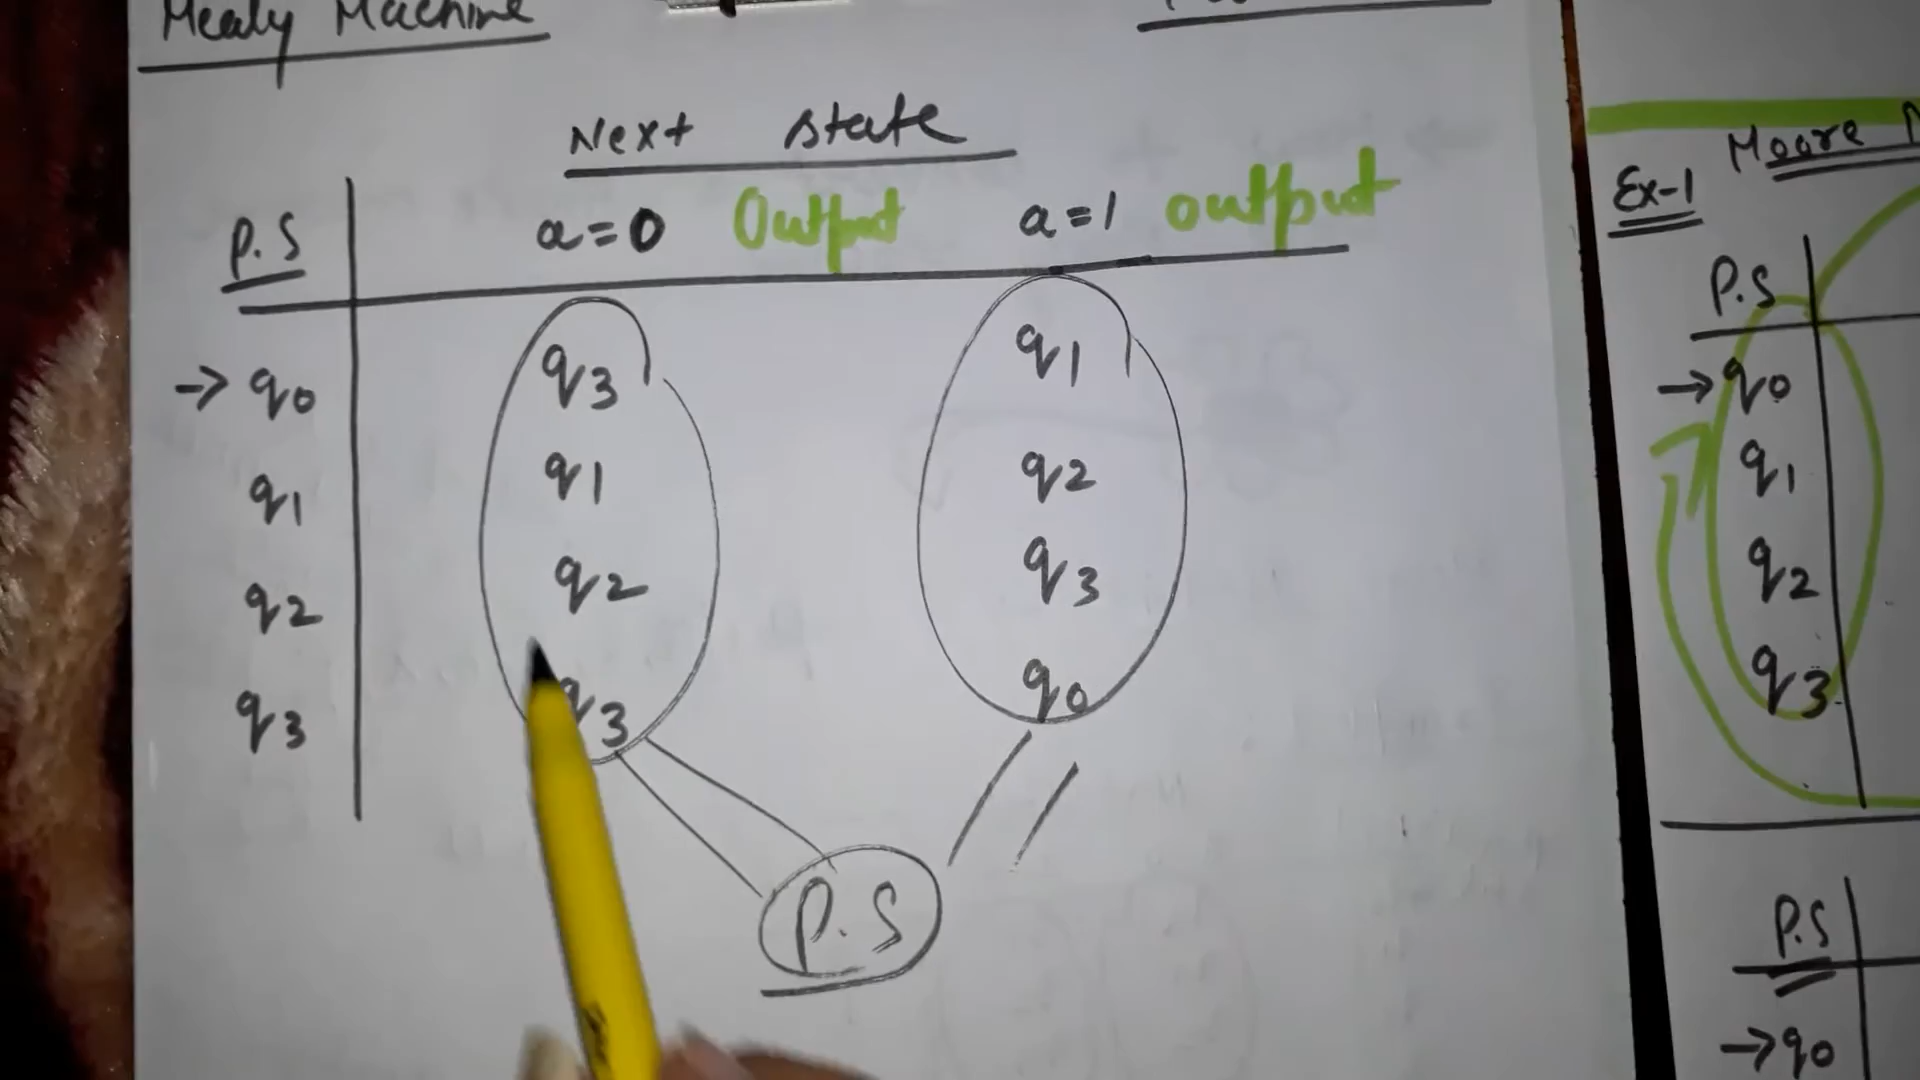 Mealy Machine
Next state
P.S a=0 Output a=1 output
→ q0 q3 q1
q1 q1 q2
q2 q2 q3
q3 q3 q0
P.S
Moore
Ex-1
P.S
→ q0
q1
q2
q3
P.S
→ q0